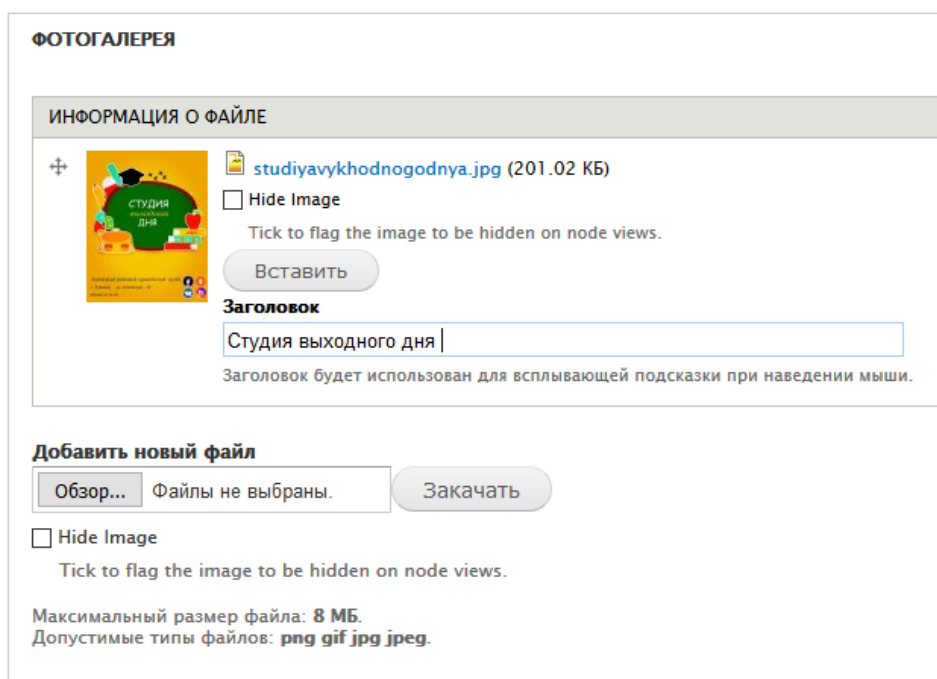 ФОТОГАЛЕРЕЯ
ИНФОРМАЦИЯ О ФАЙЛЕ
studiyavykhodnogodnya.jpg (201.02 КБ)
Hide Image
Tick to flag the image to be hidden on node views.
Вставить
СТУДИЯ
выходного
ДНЯ
Заголовок
Студия выходного дня
Заголовок будет использован для всплывающей подсказки при наведении мыши.
Добавить новый файл
Обзор... Файлы не выбраны. Закачать
Hide Image
Tick to flag the image to be hidden on node views.
Максимальный размер файла: 8 МБ.
Допустимые типы файлов: png gif jpg jpeg.